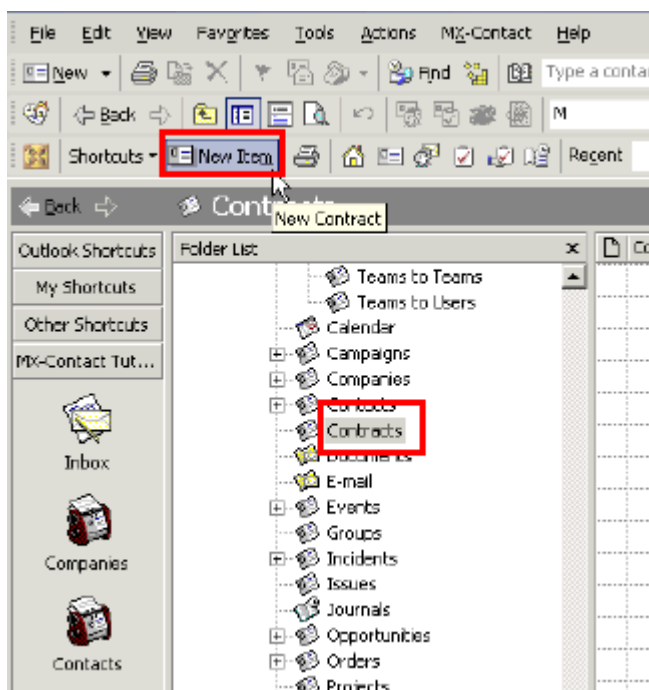 File Edit View Favorites Tools Actions MX-Contact Help
New Find Type a conta
Back M
Shortcuts New Item Recent
Back Contracts
New Contract
Outlook Shortcuts
My Shortcuts
Other Shortcuts
MX-Contact Tut...
Inbox
Companies
Contacts
Folder List
Teams to Teams
Teams to Users
Calendar
Campaigns
Companies
Contacts
Contracts
Documents
E-mail
Events
Groups
Incidents
Issues
Journals
Opportunities
Orders
Projects